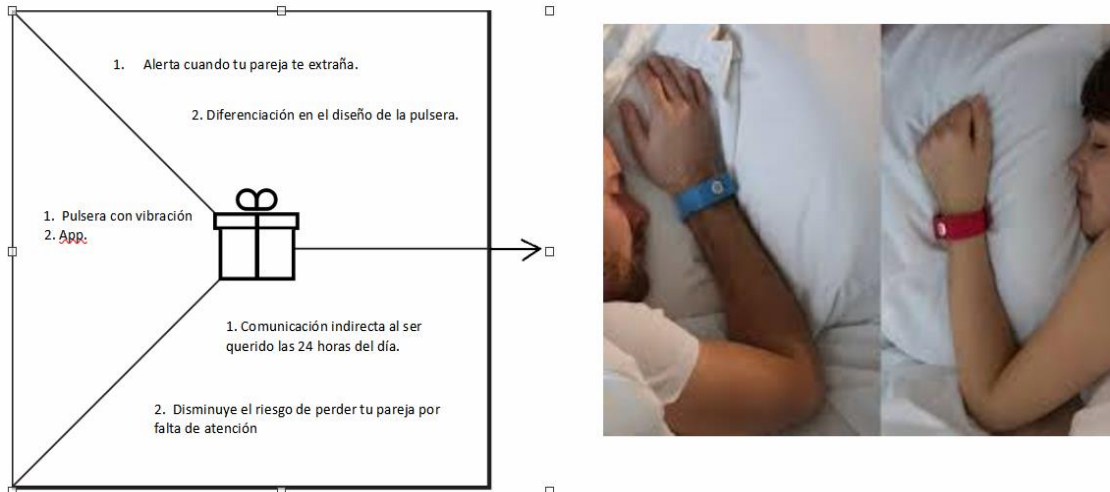 1. Alerta cuando tu pareja te extraña.
2. Diferenciación en el diseño de la pulsera.
1. Pulsera con vibración
2. App.
1. Comunicación indirecta al ser
querido las 24 horas del día.
2. Disminuye el riesgo de perder tu pareja por
falta de atención